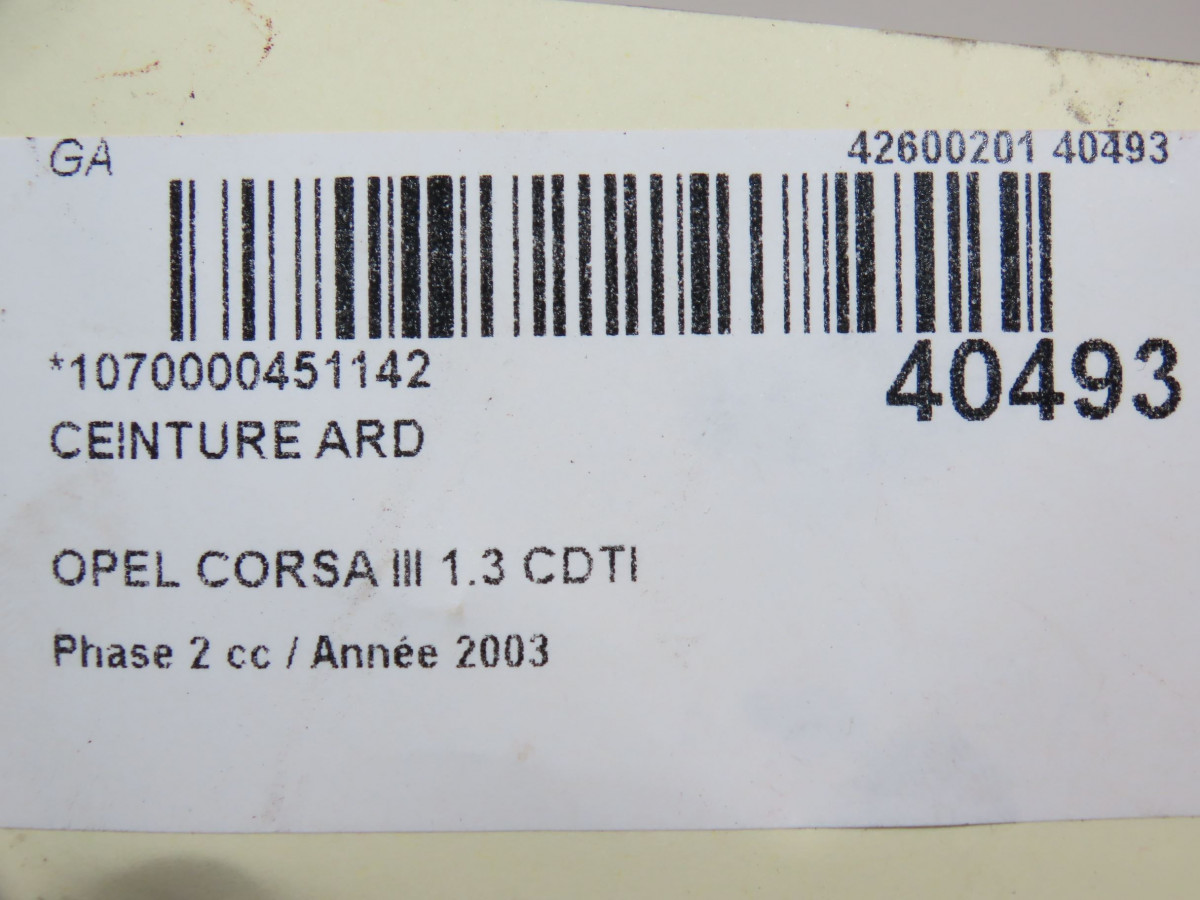 GA
42600201 40493
*1070000451142
40493
CEINTURE ARD
OPEL CORSA III 1.3 CDTI
Phase 2 cc / Année 2003